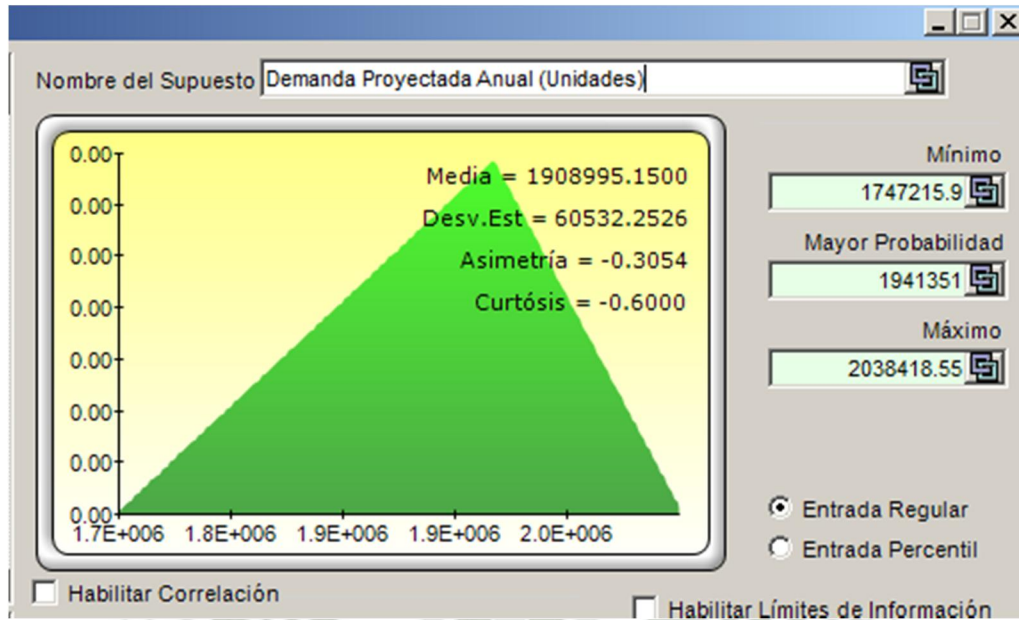 Nombre del Supuesto Demanda Proyectada Anual (Unidades)
0.00
0.00
0.00
0.00
0.00
0.00
0.00
0.00
1.7E+006 1.8E+006 1.9E+006 1.9E+006 2.0E+006
Media = 1908995.1500
Desv.Est = 60532.2526
Asimetría = -0.3054
Curtósis = -0.6000
Mínimo
1747215.9
Mayor Probabilidad
1941351
Máximo
2038418.55
Entrada Regular
Entrada Percentil
Habilitar Correlación
Habilitar Límites de Información